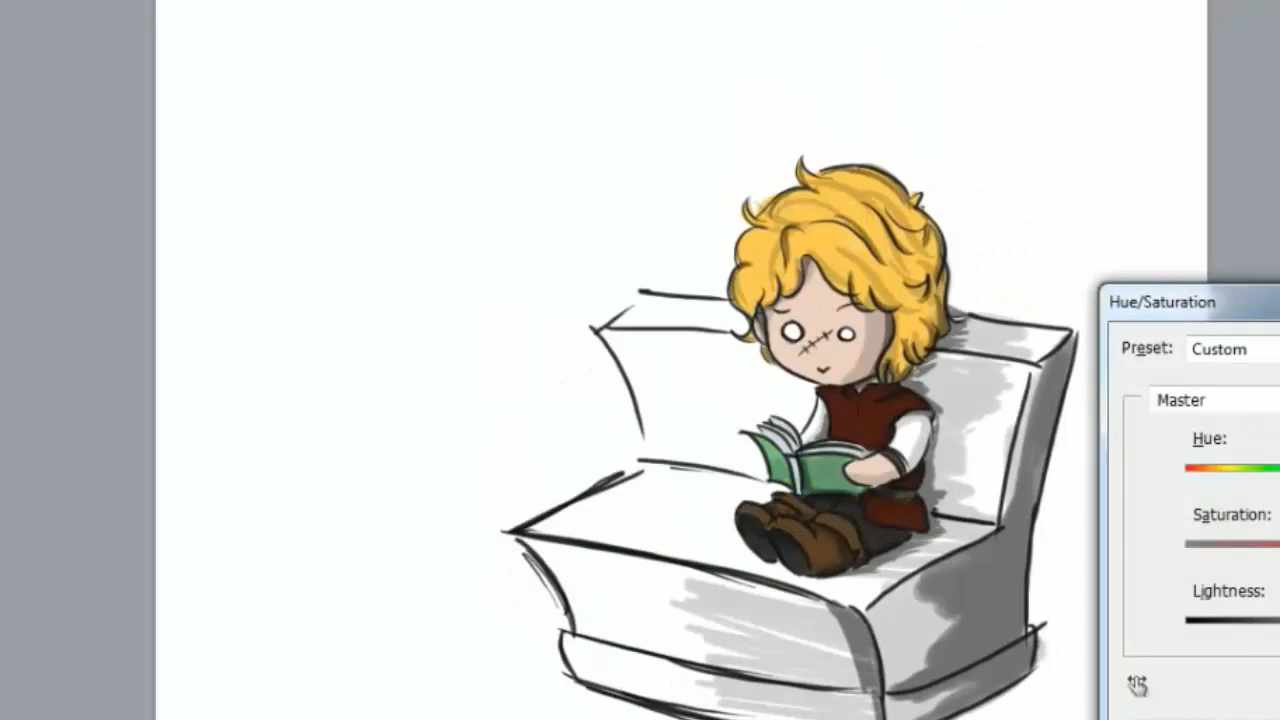 Hue/Saturation
Preset: Custom
Master
Hue:
Saturation:
Lightness: